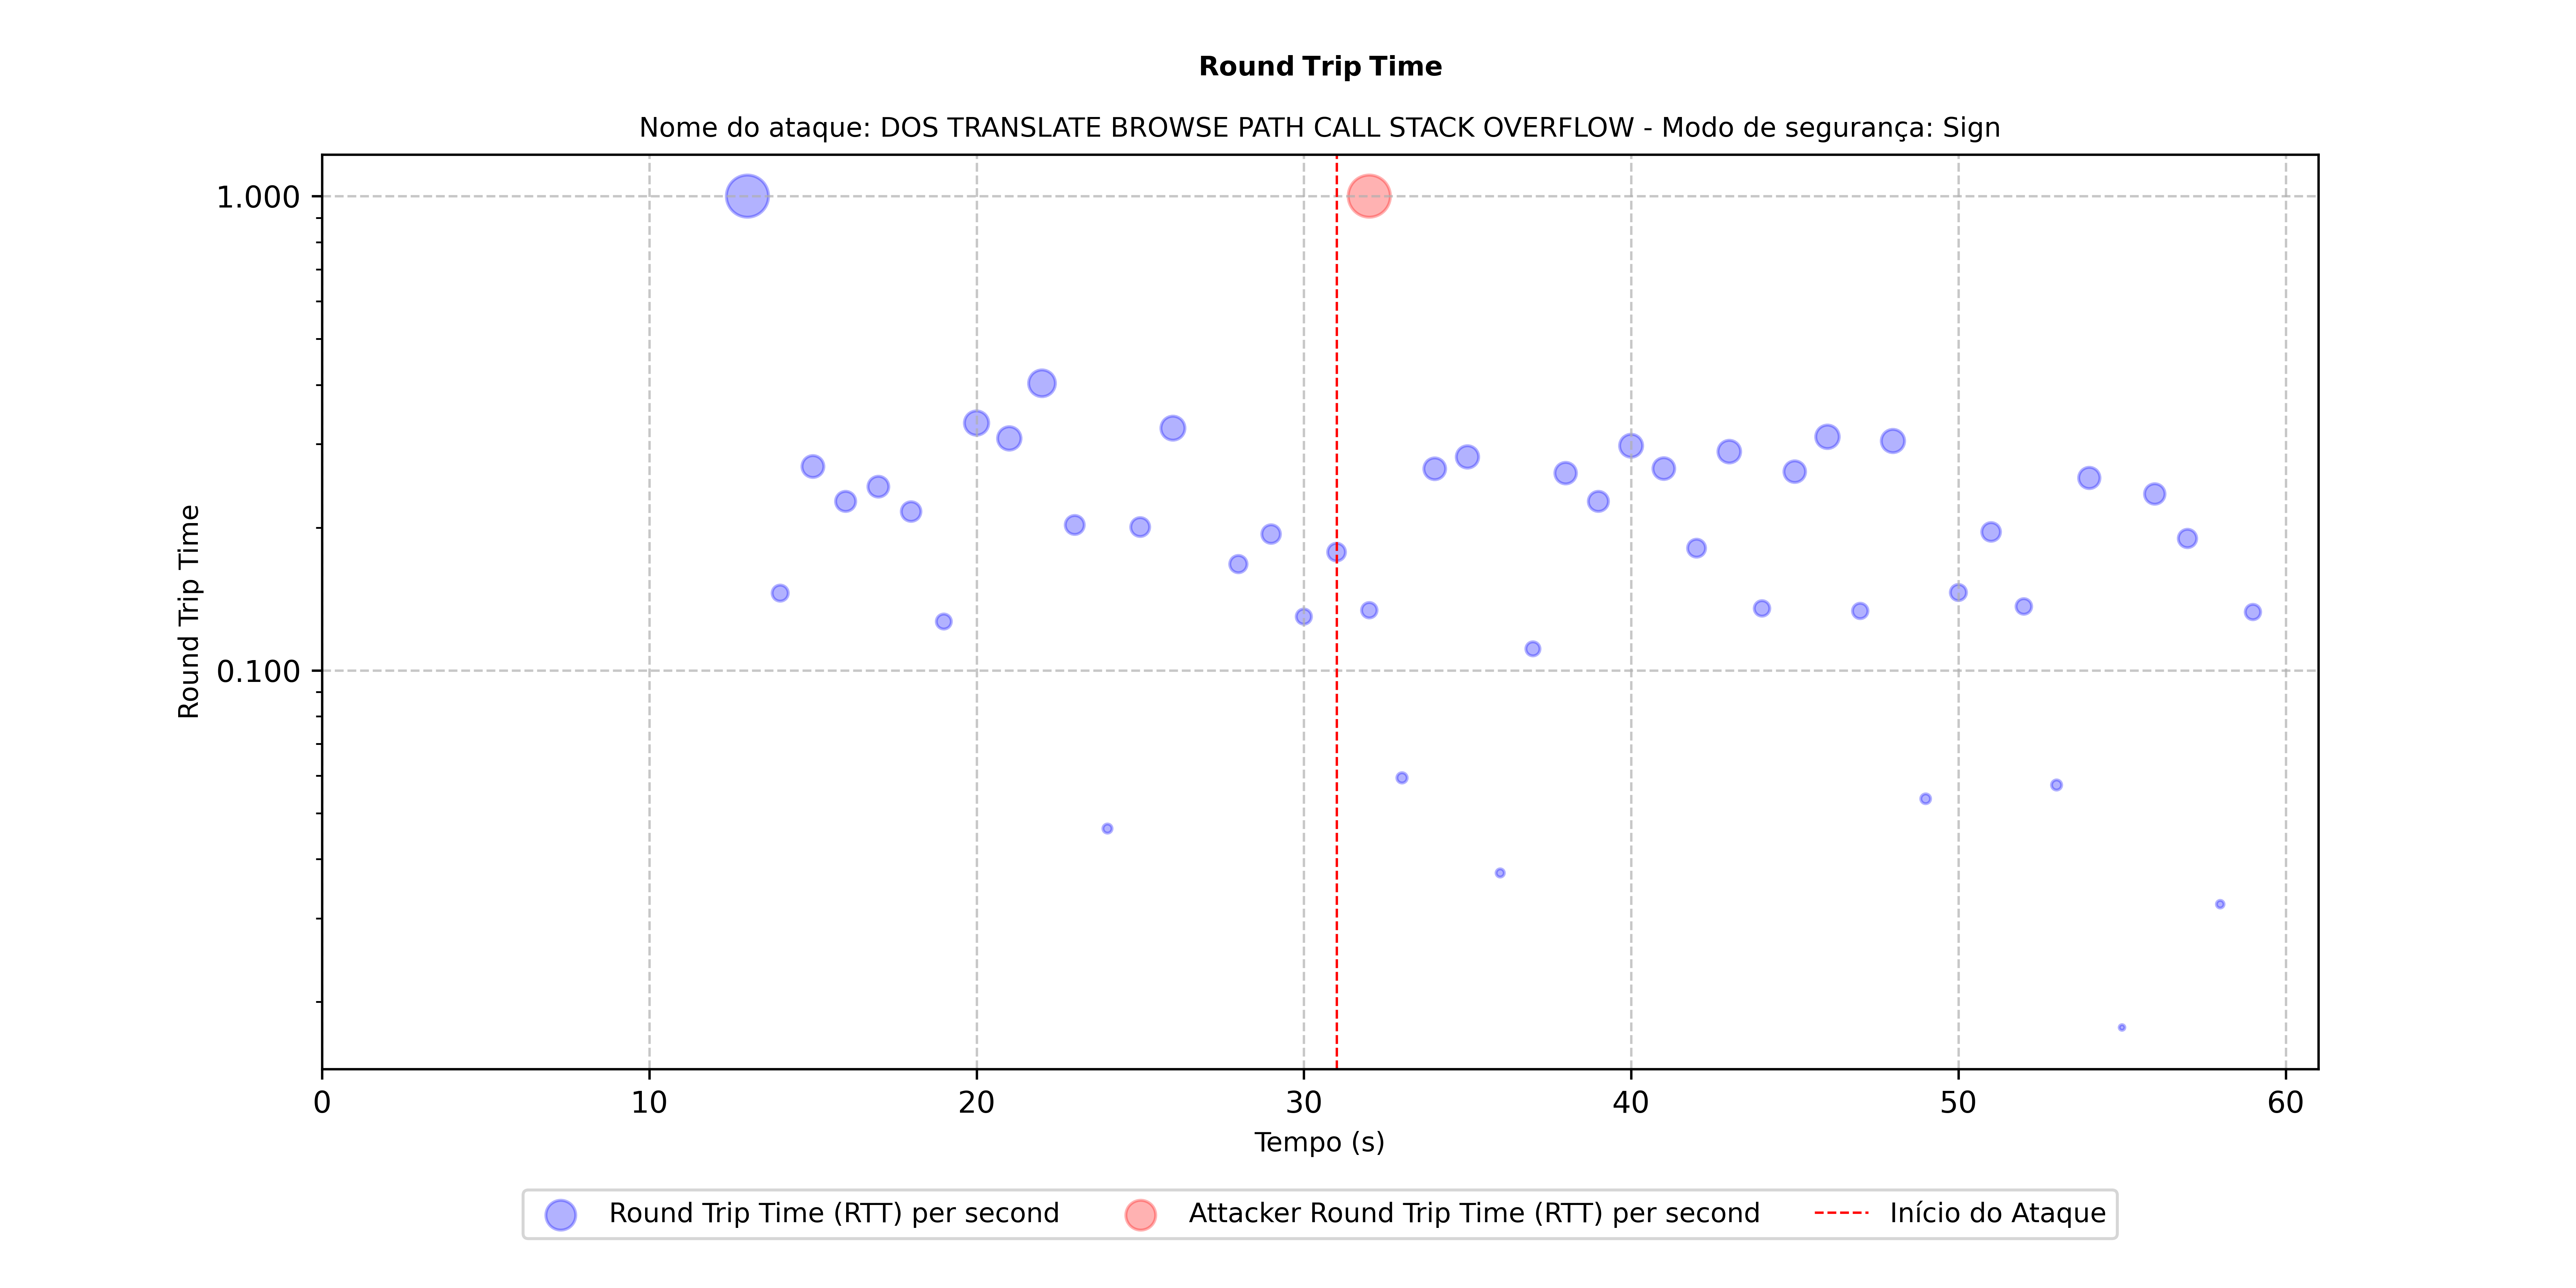 Round Trip Time
Nome do ataque: DOS TRANSLATE BROWSE PATH CALL STACK OVERFLOW - Modo de segurança: Sign
1.000
0.100
Round Trip Time
0 10 20 30 40 50 60
Tempo (s)
Round Trip Time (RTT) per second Attacker Round Trip Time (RTT) per second Início do Ataque